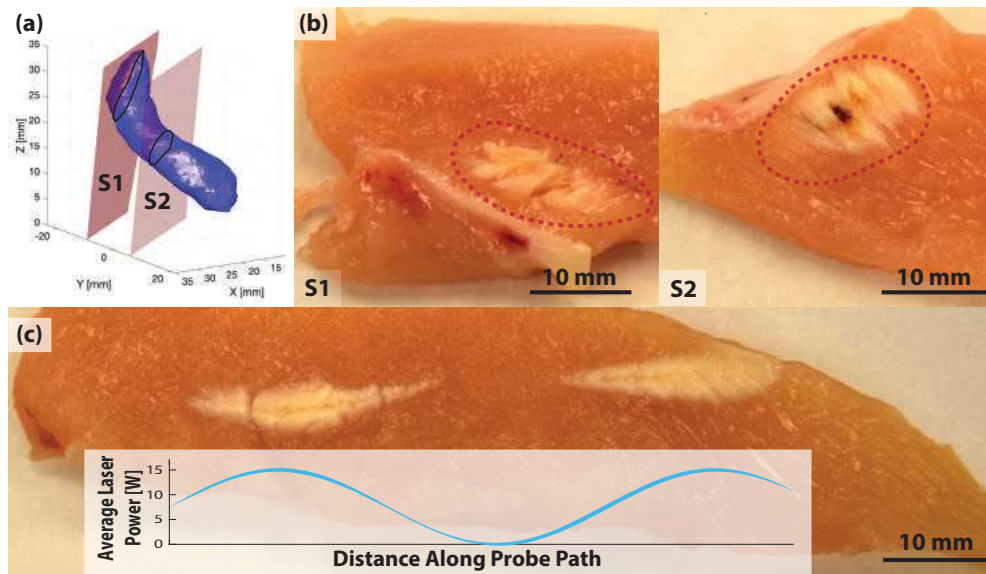 (a)
35
30
25
20
15
10
5
0
Z [mm]
S1
S2
-20
0
20
Y [mm]
35
30
25
20
15
X [mm]
(b)
S1
10 mm
S2
10 mm
(c)
Average Laser
Power [W]
15
10
5
0
Distance Along Probe Path
10 mm